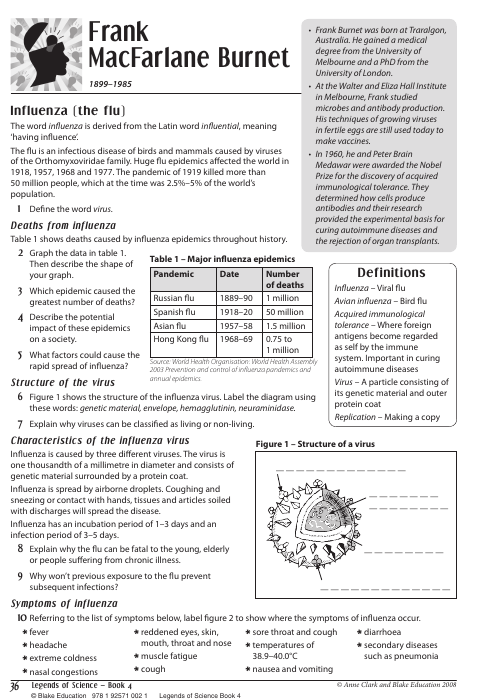 Frank
MacFarlane Burnet
1899–1985
• Frank Burnet was born at Traralgon,
Australia. He gained a medical
degree from the University of
Melbourne and a PhD from the
University of London.
• At the Walter and Eliza Hall Institute
in Melbourne, Frank studied
microbes and antibody production.
His techniques of growing viruses
in fertile eggs are still used today to
make vaccines.
• In 1960, he and Peter Brain
Medawar were awarded the Nobel
Prize for the discovery of acquired
immunological tolerance. They
determined how cells produce
antibodies and their research
provided the experimental basis for
curing autoimmune diseases and
the rejection of organ transplants.
Influenza (the flu)
The word influenza is derived from the Latin word influential, meaning
'having influence'.
The flu is an infectious disease of birds and mammals caused by viruses
of the Orthomyxoviridae family. Huge flu epidemics affected the world in
1918, 1957, 1968 and 1977. The pandemic of 1919 killed more than
50 million people, which at the time was 2.5%–5% of the world's
population.
1 Define the word virus.
Deaths from influenza
Table 1 shows deaths caused by influenza epidemics throughout history.
2 Graph the data in table 1.
Then describe the shape of
your graph.
3 Which epidemic caused the
greatest number of deaths?
4 Describe the potential
impact of these epidemics
on a society.
5 What factors could cause the
rapid spread of influenza?
Table 1 – Major influenza epidemics
Pandemic Date Number
of deaths
Russian flu 1889–90 1 million
Spanish flu 1918–20 50 million
Asian flu 1957–58 1.5 million
Hong Kong flu 1968–69 0.75 to
1 million
Source: World Health Organisation: World Health Assembly
2003 Prevention and control of influenza pandemics and
annual epidemics
Definitions
Influenza – Viral flu
Avian influenza – Bird flu
Acquired immunological
tolerance – Where foreign
antigens become regarded
as self by the immune
system. Important in curing
autoimmune diseases
Virus – A particle consisting of
its genetic material and outer
protein coat
Replication – Making a copy
Structure of the virus
6 Figure 1 shows the structure of the influenza virus. Label the diagram using
these words: genetic material, envelope, hemagglutinin, neuraminidase.
7 Explain why viruses can be classified as living or non-living.
Characteristics of the influenza virus
Influenza is caused by three different viruses. The virus is
one thousandth of a millimetre in diameter and consists of
genetic material surrounded by a protein coat.
Influenza is spread by airborne droplets. Coughing and
sneezing or contact with hands, tissues and articles soiled
with discharges will spread the disease.
Influenza has an incubation period of 1–3 days and an
infection period of 3–5 days.
8 Explain why the flu can be fatal to the young, elderly
or people suffering from chronic illness.
9 Why won't previous exposure to the flu prevent
subsequent infections?
Figure 1 – Structure of a virus
Symptoms of influenza
10 Referring to the list of symptoms below, label figure 2 to show where the symptoms of influenza occur.
* fever
* headache
* extreme coldness
* nasal congestions
* reddened eyes, skin,
mouth, throat and nose
* muscle fatigue
* cough
* sore throat and cough
* temperatures of
38.9–40.0°C
* nausea and vomiting
* diarrhoea
* secondary diseases
such as pneumonia
36 Legends of Science – Book 4
© Anne Clark and Blake Education 2008
© Blake Education 978 1 92571 002 1 Legends of Science Book 4